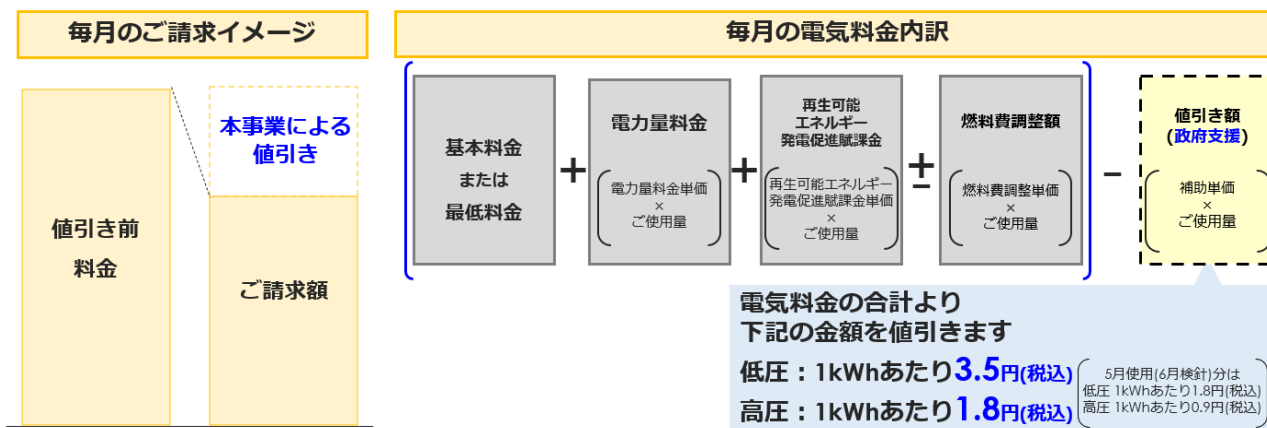 毎月のご請求イメージ
値引き前
料金
本事業による
値引き
ご請求額
毎月の電気料金内訳
基本料金
または
最低料金
+
電力量料金
電力量料金単価
×
ご使用量
+
再生可能
エネルギー
発電促進賦課金
再生可能エネルギー
発電促進賦課金単価
×
ご使用量
±
燃料費調整額
燃料費調整単価
×
ご使用量
-
値引き額
(政府支援)
補助単価
×
ご使用量
電気料金の合計より
下記の金額を値引きます
低圧：1kWhあたり3.5円(税込)
高圧：1kWhあたり1.8円(税込)
5月使用(6月検針)分は
低圧 1kWhあたり1.8円(税込)
高圧 1kWhあたり0.9円(税込)